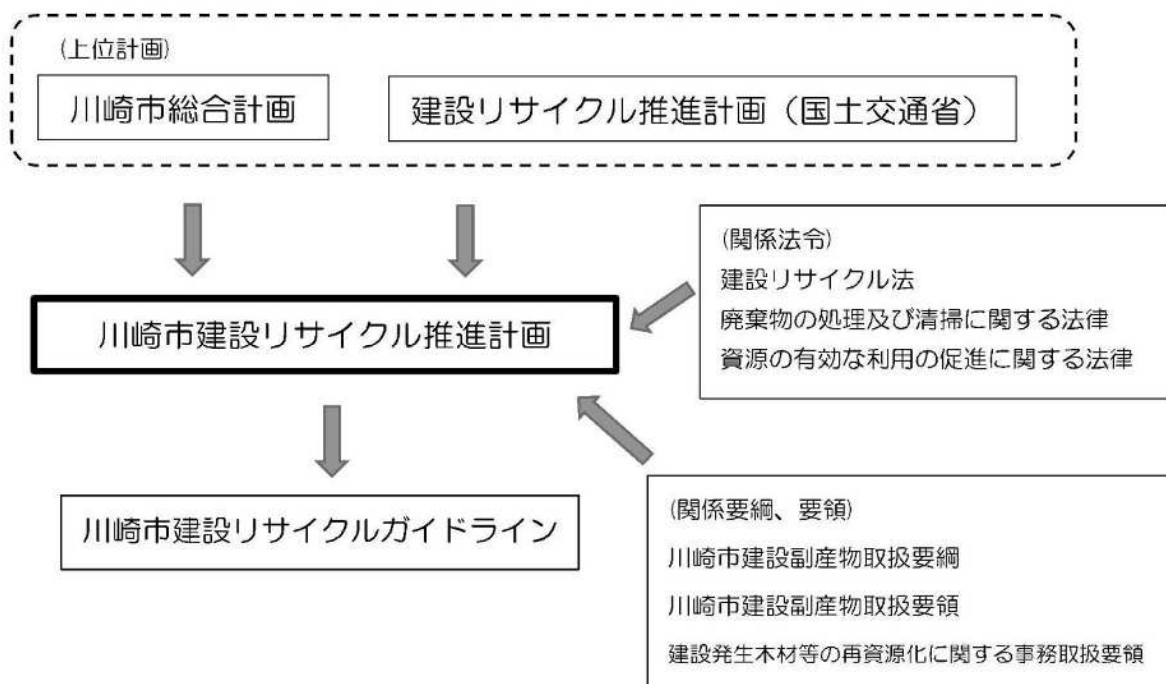 (上位計画)
川崎市総合計画
建設リサイクル推進計画（国土交通省）
(関係法令)
建設リサイクル法
廃棄物の処理及び清掃に関する法律
資源の有効な利用の促進に関する法律
川崎市建設リサイクル推進計画
川崎市建設リサイクルガイドライン
(関係要綱、要領)
川崎市建設副産物取扱要綱
川崎市建設副産物取扱要領
建設発生木材等の再資源化に関する事務取扱要領